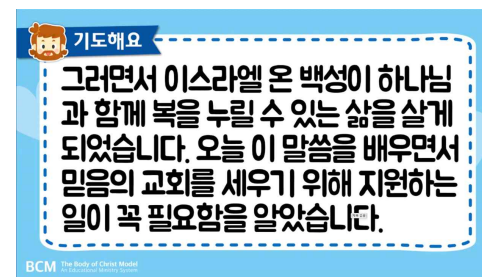 기도해요
그러면서 이스라엘 온 백성이 하나님
과 함께 복을 누릴 수 있는 삶을 살게
되었습니다. 오늘 이 말씀을 배우면서
믿음의 교회를 세우기 위해 지원하는
일이 꼭 필요함을 알았습니다.
BCM The Body of Christ Model
An Educational Ministry System